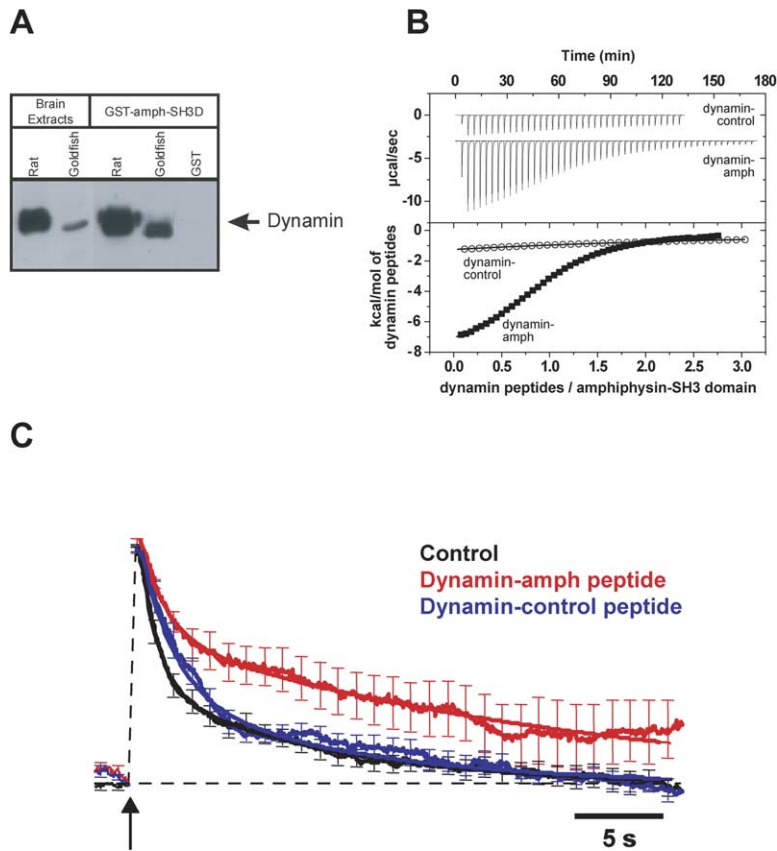 A
Brain Extracts
GST-amph-SH3D
Rat
Goldfish
Rat
Goldfish
GST
Dynamin
B
Time (min)
0 30 60 90 120 150 180
0
-5
-10
µcal/sec
dynamin-control
dynamin-amph
0
-2
-4
-6
-8
kcal/mol of dynamin peptides
dynamin-control
dynamin-amph
0.0 0.5 1.0 1.5 2.0 2.5 3.0
dynamin peptides / amphiphysin-SH3 domain
C
Control
Dynamin-amph peptide
Dynamin-control peptide
5 s